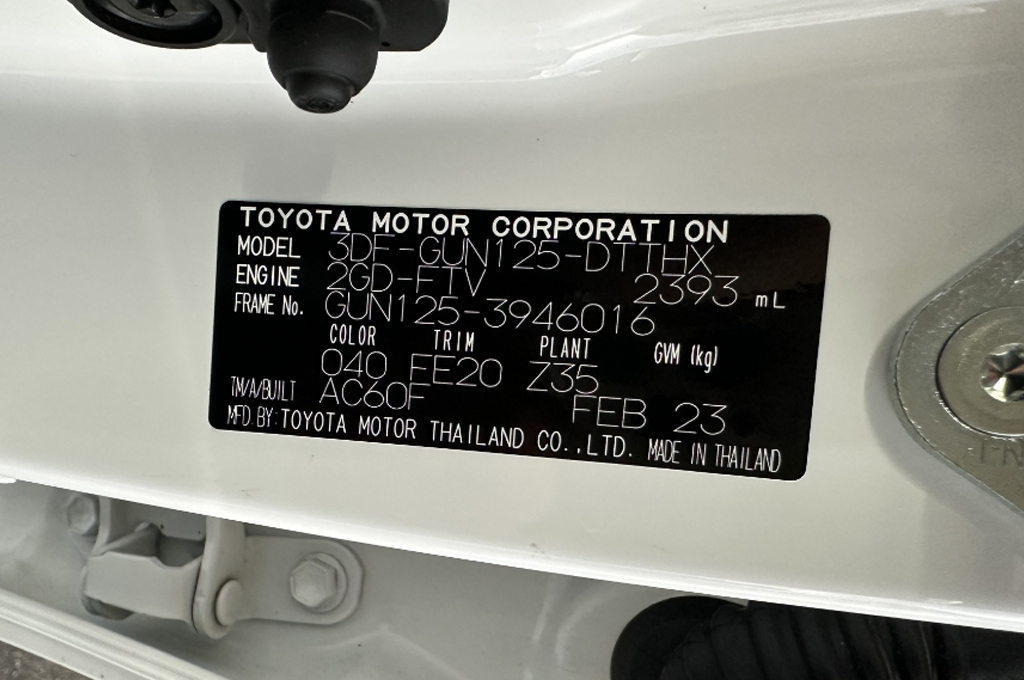 TOYOTA MOTOR CORPORATION
MODEL 3DF-GUN125-DTTHX
ENGINE 2GD-FTV 2393 mL
FRAME No. GUN125-3946016
COLOR TRIM PLANT GVM (kg)
040 FE20 Z35
TM/A/BUILT AC60F FEB 23
MFD.BY:TOYOTA MOTOR THAILAND CO.,LTD. MADE IN THAILAND